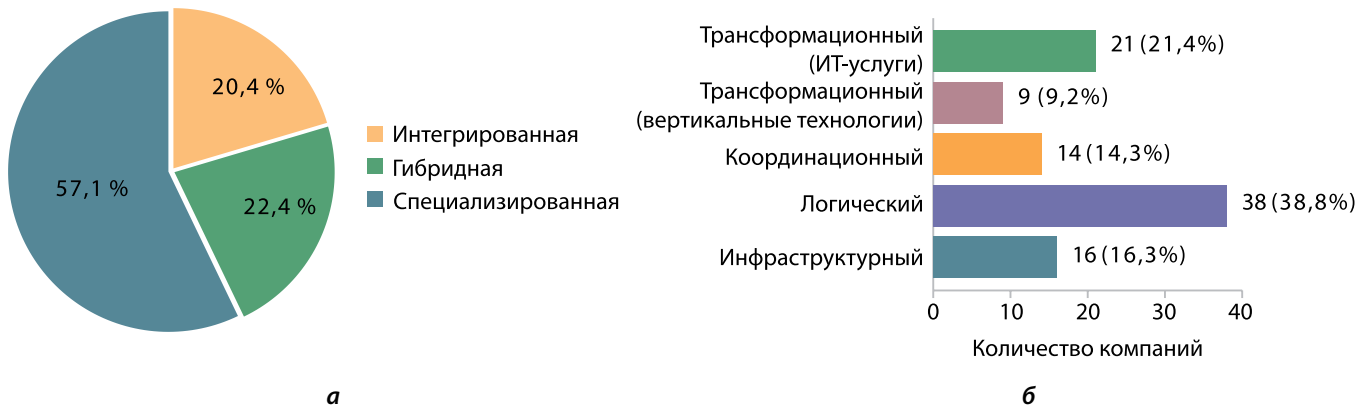 20,4 %
57,1 %
22,4 %
Интегрированная
Гибридная
Специализированная
а
Трансформационный
(ИТ-услуги)
21 (21,4%)
Трансформационный
(вертикальные технологии)
9 (9,2%)
Координационный
14 (14,3%)
Логический
38 (38,8%)
Инфраструктурный
16 (16,3%)
0 10 20 30 40
Количество компаний
б